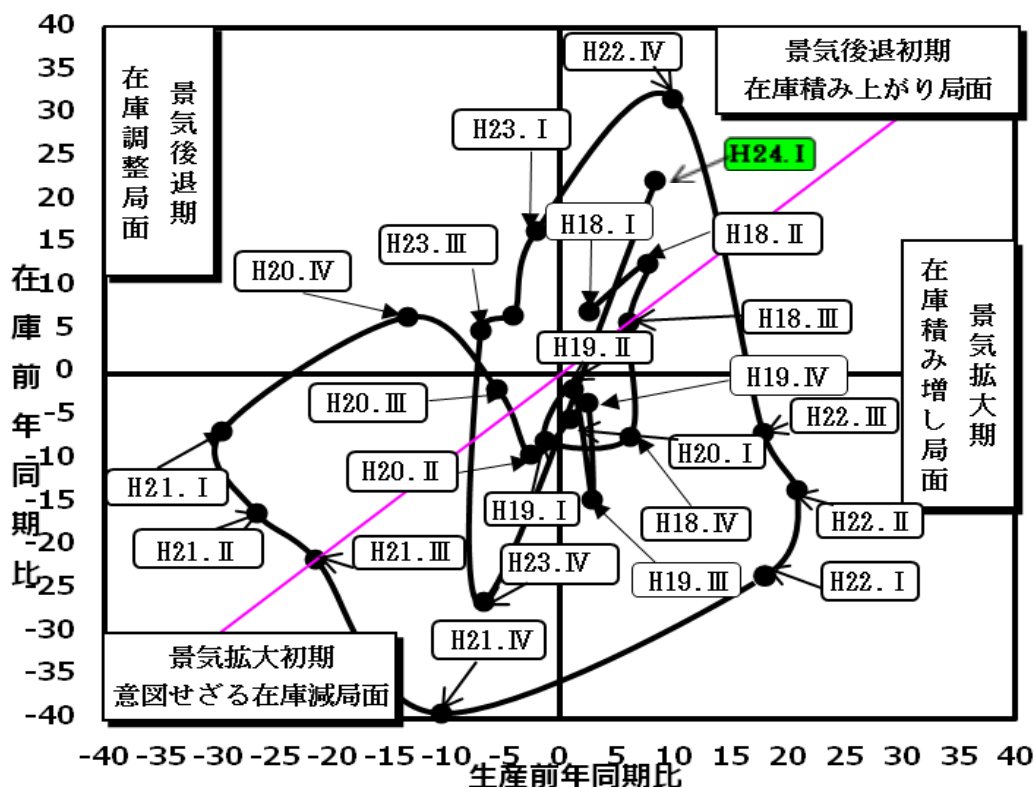 40
35
30
25
20
15
10
5
0
-5
-10
-15
-20
-25
-30
-35
-40
在庫前年同期比
-40
-35
-30
-25
-20
-15
-10
-5
0
5
10
15
20
25
30
35
40
生産前年同期比
景気後退期
在庫調整局面
景気後退初期
在庫積み上がり局面
景気拡大期
在庫積み増し局面
景気拡大初期
意図せざる在庫減局面
H22.Ⅳ
H23.Ⅰ
H24.Ⅰ
H18.Ⅰ
H18.Ⅱ
H23.Ⅲ
H20.Ⅳ
H18.Ⅲ
H19.Ⅱ
H19.Ⅳ
H20.Ⅲ
H22.Ⅲ
H20.Ⅰ
H20.Ⅱ
H21.Ⅰ
H19.Ⅰ
H18.Ⅳ
H22.Ⅱ
H21.Ⅱ
H21.Ⅲ
H23.Ⅳ
H19.Ⅲ
H22.Ⅰ
H21.Ⅳ